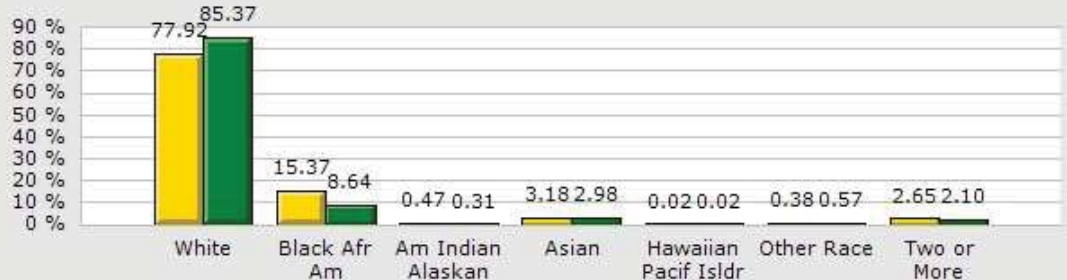 90 %
80 %
70 %
60 %
50 %
40 %
30 %
20 %
10 %
0 %
77.92 85.37
15.37 8.64
0.47 0.31
3.18 2.98
0.02 0.02
0.38 0.57
2.65 2.10
White
Black Afr
Am
Am Indian
Alaskan
Asian
Hawaiian
Pacif Isldr
Other Race
Two or
More